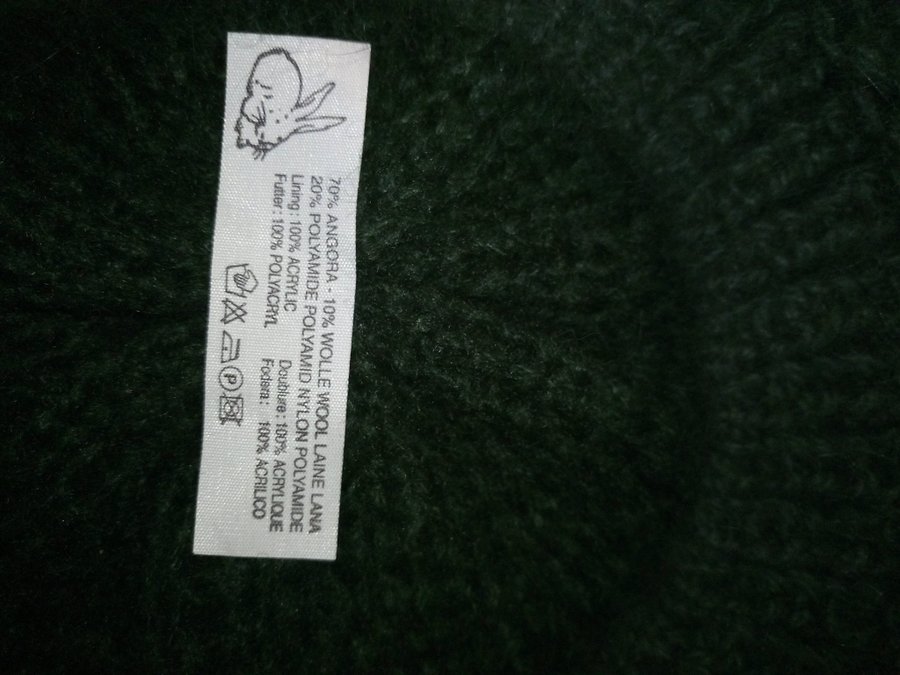 70% ANGORA - 10% WOLLE WOOL LAINE LANA
20% POLYAMIDE POLYAMID NYLON POLYAMIDE
Lining: 100% ACRYLIC Doublure: 100% ACRYLIQUE
Futter: 100% POLYACRYL Fodera: 100% ACRILICO
P